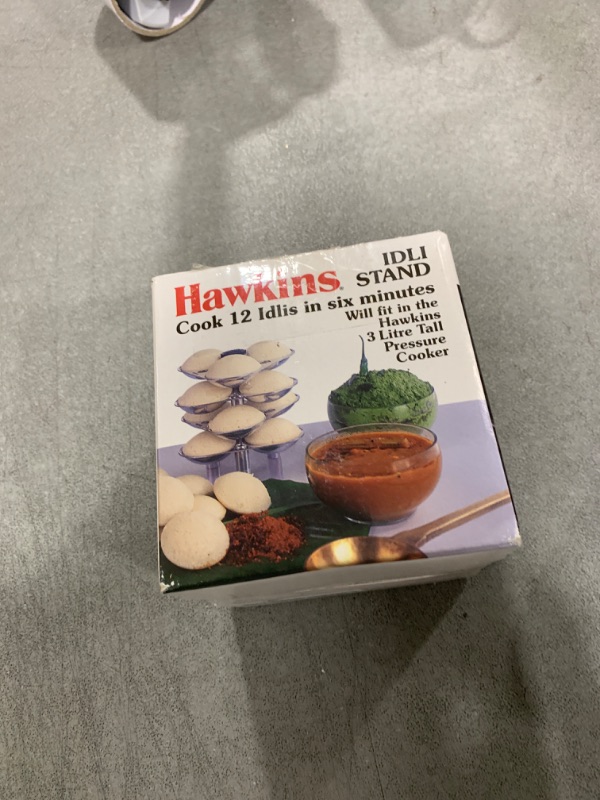 Hawkins
IDLI
STAND
Cook 12 Idlis in six minutes
Will fit in the
Hawkins
3 Litre Tall
Pressure
Cooker